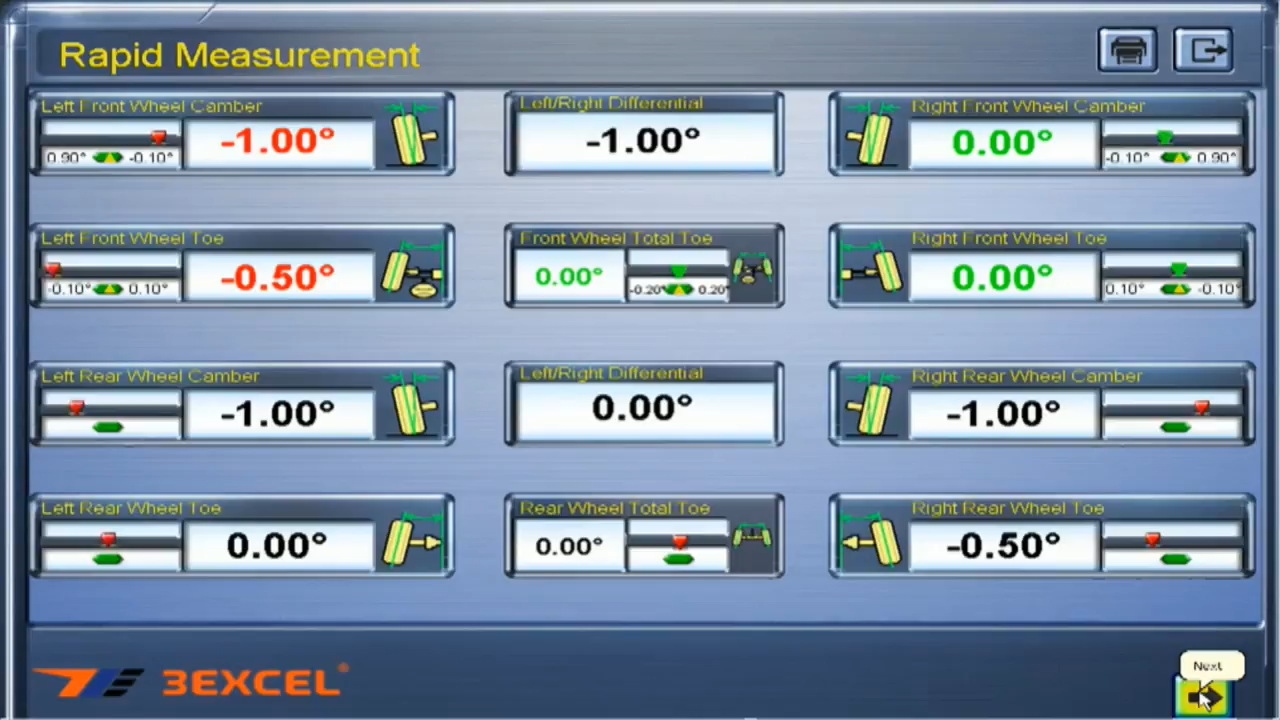 Rapid Measurement
Left Front Wheel Camber
-1.00°
0.90°
-0.10°
Left/Right Differential
-1.00°
Right Front Wheel Camber
0.00°
-0.10°
0.90°
Left Front Wheel Toe
-0.50°
-0.10°
0.10°
Front Wheel Total Toe
0.00°
-0.20°
0.20°
Right Front Wheel Toe
0.00°
0.10°
-0.10°
Left Rear Wheel Camber
-1.00°
Left/Right Differential
0.00°
Right Rear Wheel Camber
-1.00°
Left Rear Wheel Toe
0.00°
Rear Wheel Total Toe
0.00°
Right Rear Wheel Toe
-0.50°
3EXCEL®
Next